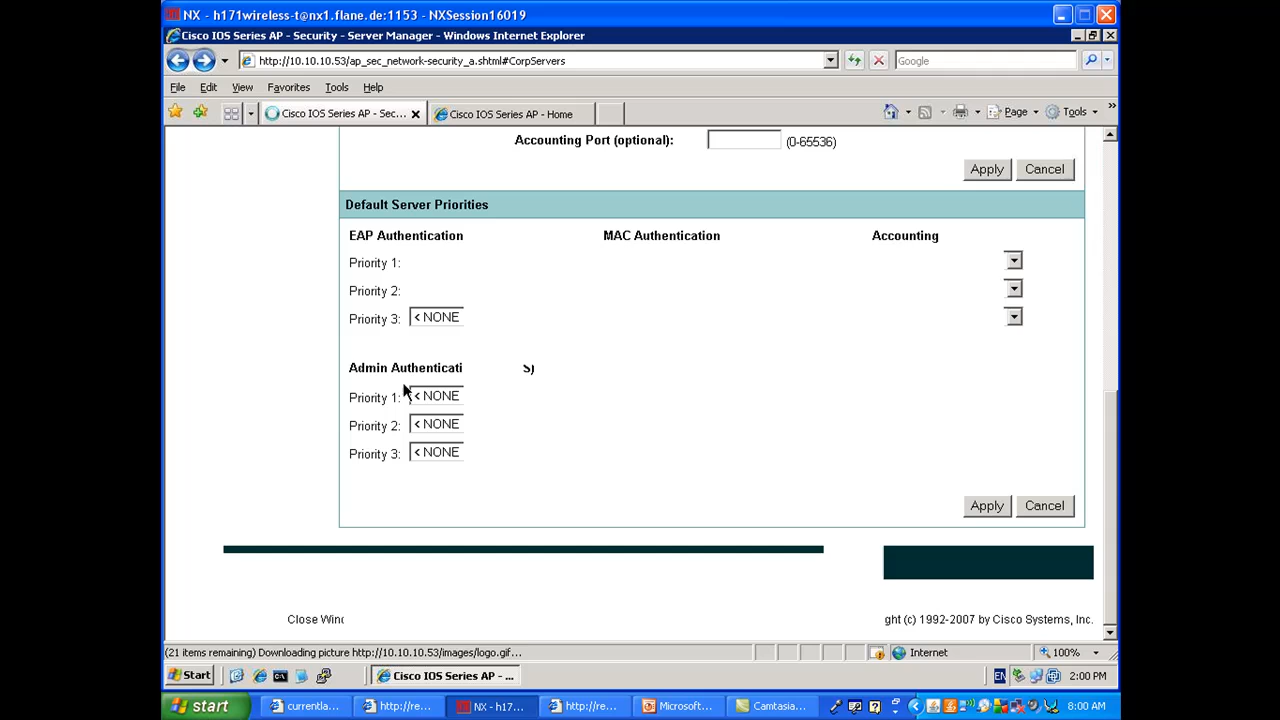 NX - h171wireless-t@nx1.flane.de:1153 - NXSession16019
Cisco IOS Series AP - Security - Server Manager - Windows Internet Explorer
http://10.10.10.53/ap_sec_network-security_a.shtml#CorpServers
Google
File Edit View Favorites Tools Help
Cisco IOS Series AP - Sec... Cisco IOS Series AP - Home Page Tools
Accounting Port (optional): (0-65536)
Apply Cancel
Default Server Priorities
EAP Authentication MAC Authentication Accounting
Priority 1:
Priority 2:
Priority 3: < NONE
Admin Authenticati s)
Priority 1: < NONE
Priority 2: < NONE
Priority 3: < NONE
Apply Cancel
Close Wind ght (c) 1992-2007 by Cisco Systems, Inc.
(21 items remaining) Downloading picture http://10.10.10.53/images/logo.gif... Internet 100%
Start Cisco IOS Series AP - ... EN 2:00 PM
start currentla... http://re... NX - h17... http://re... Microsoft... Camtasia... 8:00 AM